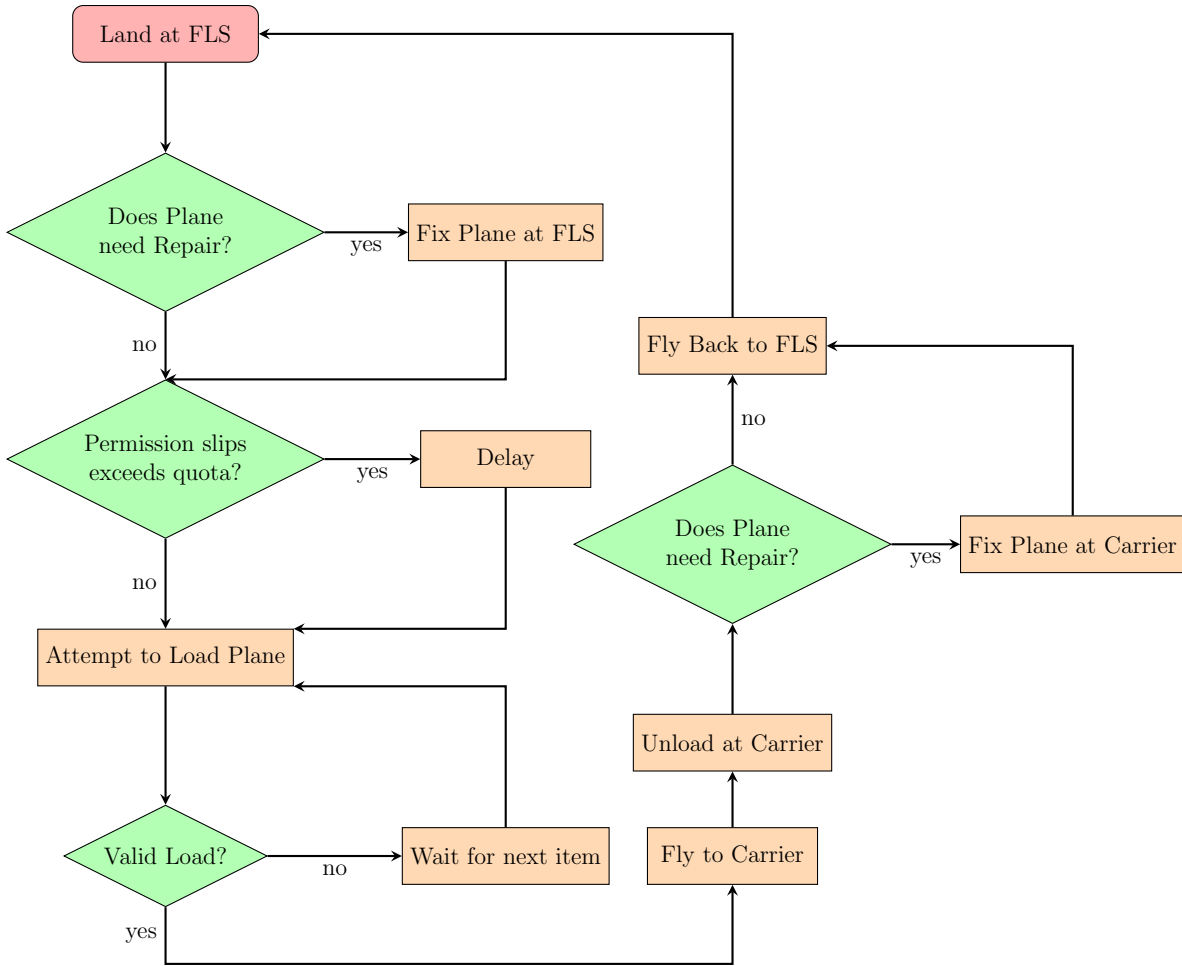 Land at FLS
Does Plane
need Repair?
yes
Fix Plane at FLS
no
Permission slips
exceeds quota?
yes
Delay
no
Attempt to Load Plane
Valid Load?
no
Wait for next item
yes
Fly to Carrier
Unload at Carrier
Does Plane
need Repair?
yes
Fix Plane at Carrier
no
Fly Back to FLS